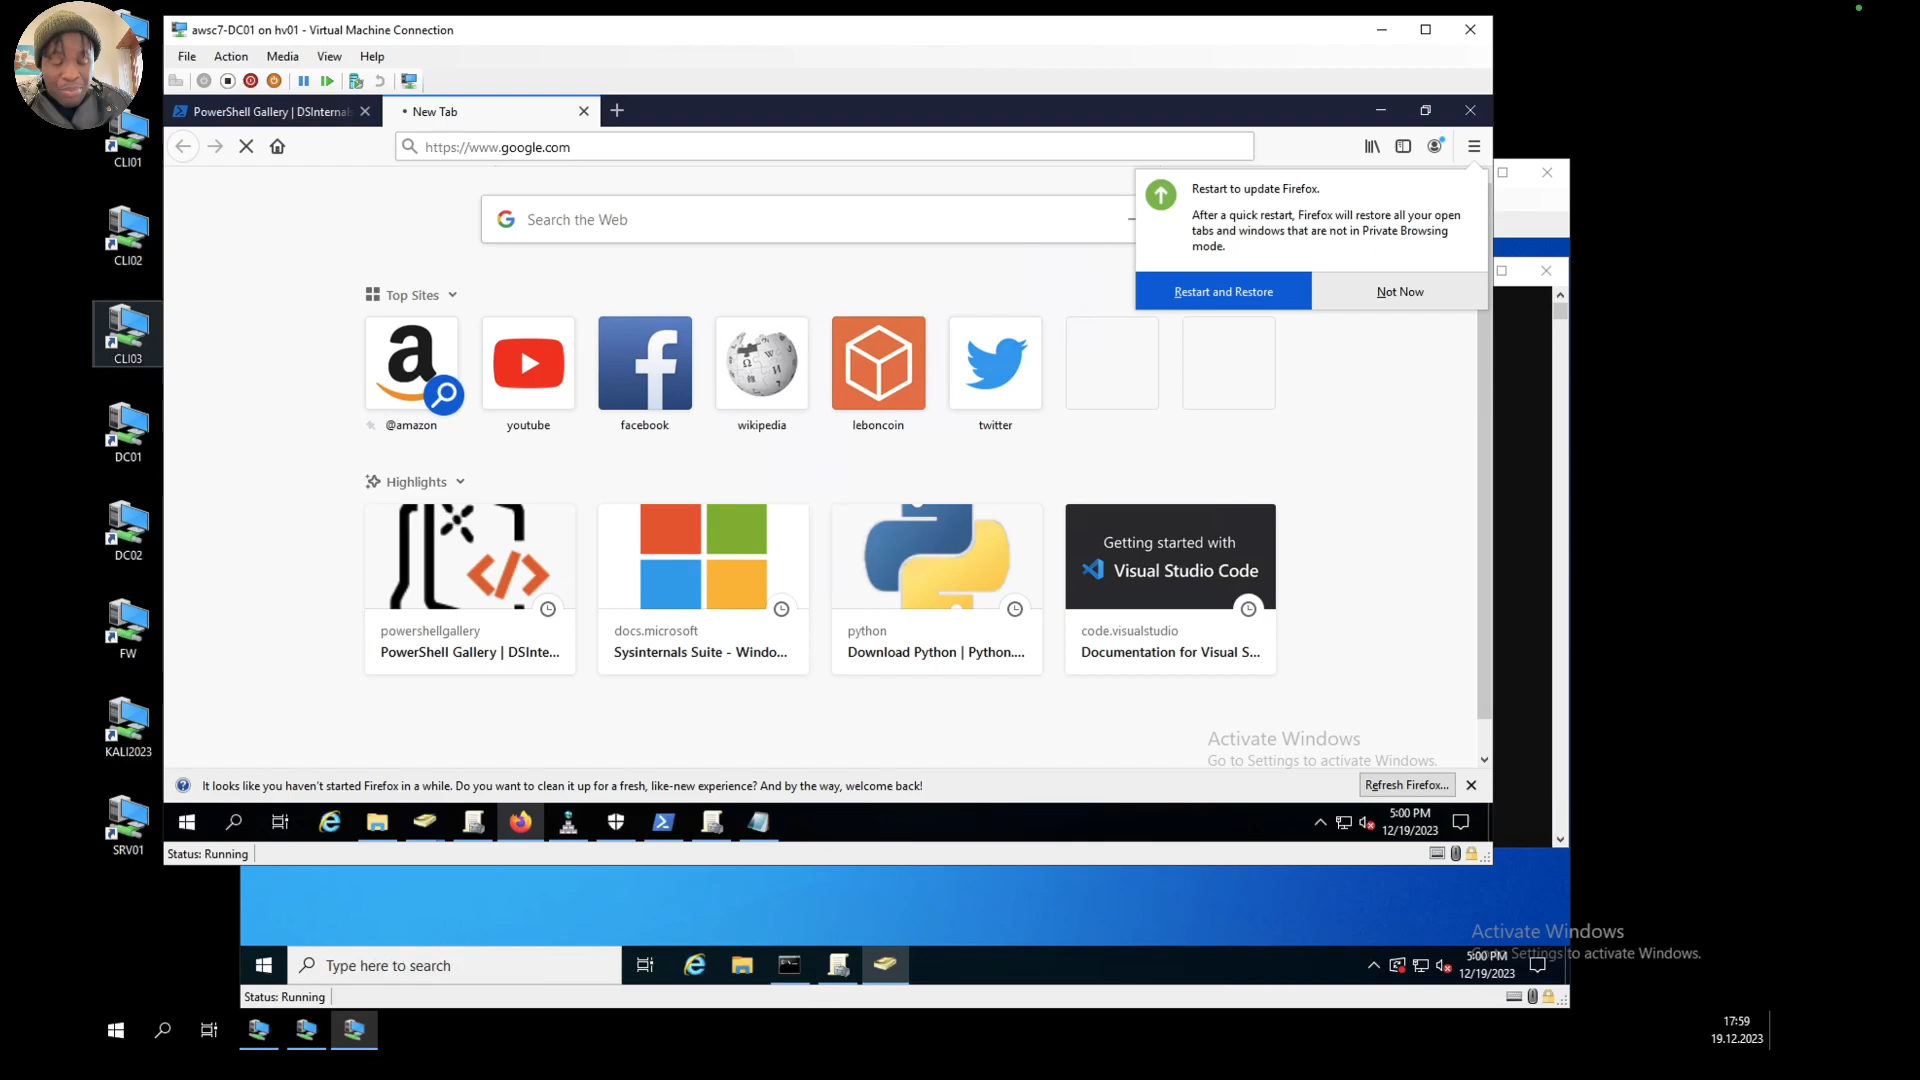 awsc7-DC01 on hv01 - Virtual Machine Connection
File Action Media View Help
PowerShell Gallery | DSInternals
New Tab
https://www.google.com
Search the Web
Restart to update Firefox.
After a quick restart, Firefox will restore all your open
tabs and windows that are not in Private Browsing
mode.
Restart and Restore
Not Now
Top Sites
@amazon
youtube
facebook
wikipedia
leboncoin
twitter
Highlights
Getting started with
Visual Studio Code
powershellgallery
PowerShell Gallery | DSInte...
docs.microsoft
Sysinternals Suite - Windo...
python
Download Python | Python....
code.visualstudio
Documentation for Visual S...
Activate Windows
Go to Settings to activate Windows.
It looks like you haven't started Firefox in a while. Do you want to clean it up for a fresh, like-new experience? And by the way, welcome back!
Refresh Firefox...
5:00 PM
12/19/2023
Status: Running
CLI01
CLI02
CLI03
DC01
DC02
FW
KALI2023
SRV01
Activate Windows
Go to Settings to activate Windows.
Type here to search
5:00 PM
12/19/2023
Status: Running
17:59
19.12.2023